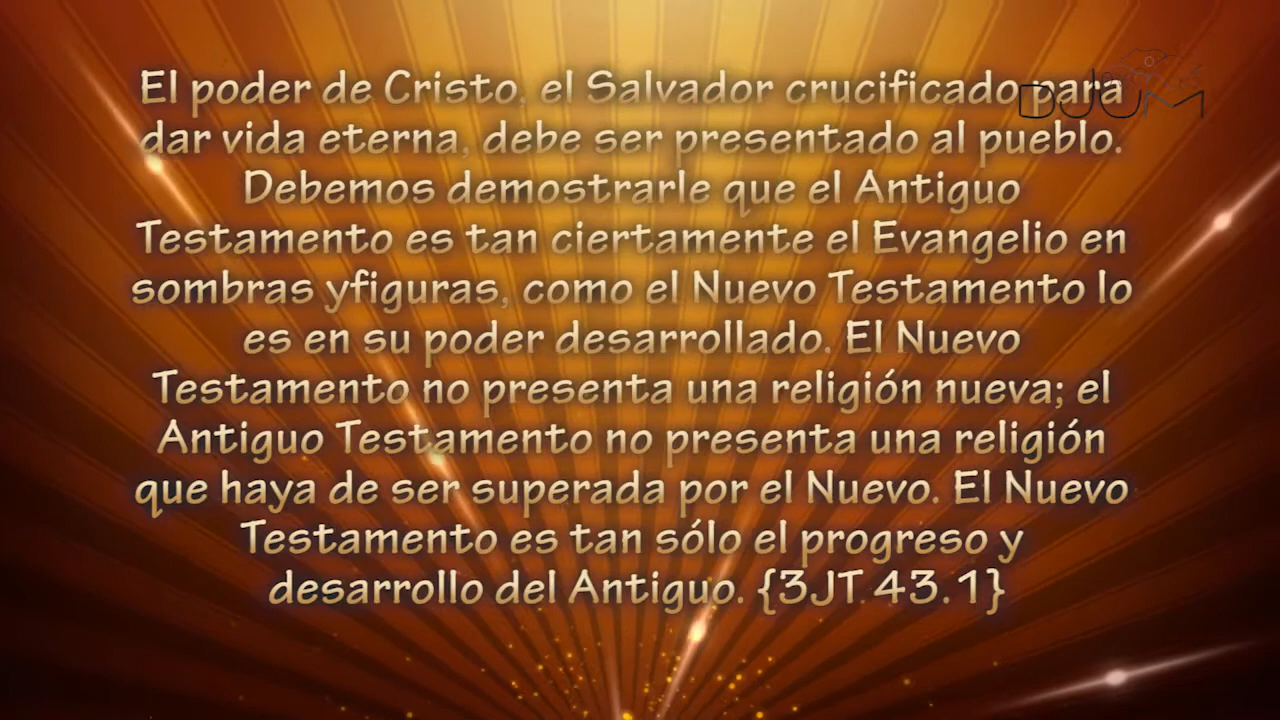 El poder de Cristo, el Salvador crucificado para
dar vida eterna, debe ser presentado al pueblo.
Debemos demostrarle que el Antiguo
Testamento es tan ciertamente el Evangelio en
sombras yfiguras, como el Nuevo Testamento lo
es en su poder desarrollado. El Nuevo
Testamento no presenta una religión nueva; el
Antiguo Testamento no presenta una religión
que haya de ser superada por el Nuevo. El Nuevo
Testamento es tan sólo el progreso y
desarrollo del Antiguo. {3JT 43.1}
DJUM